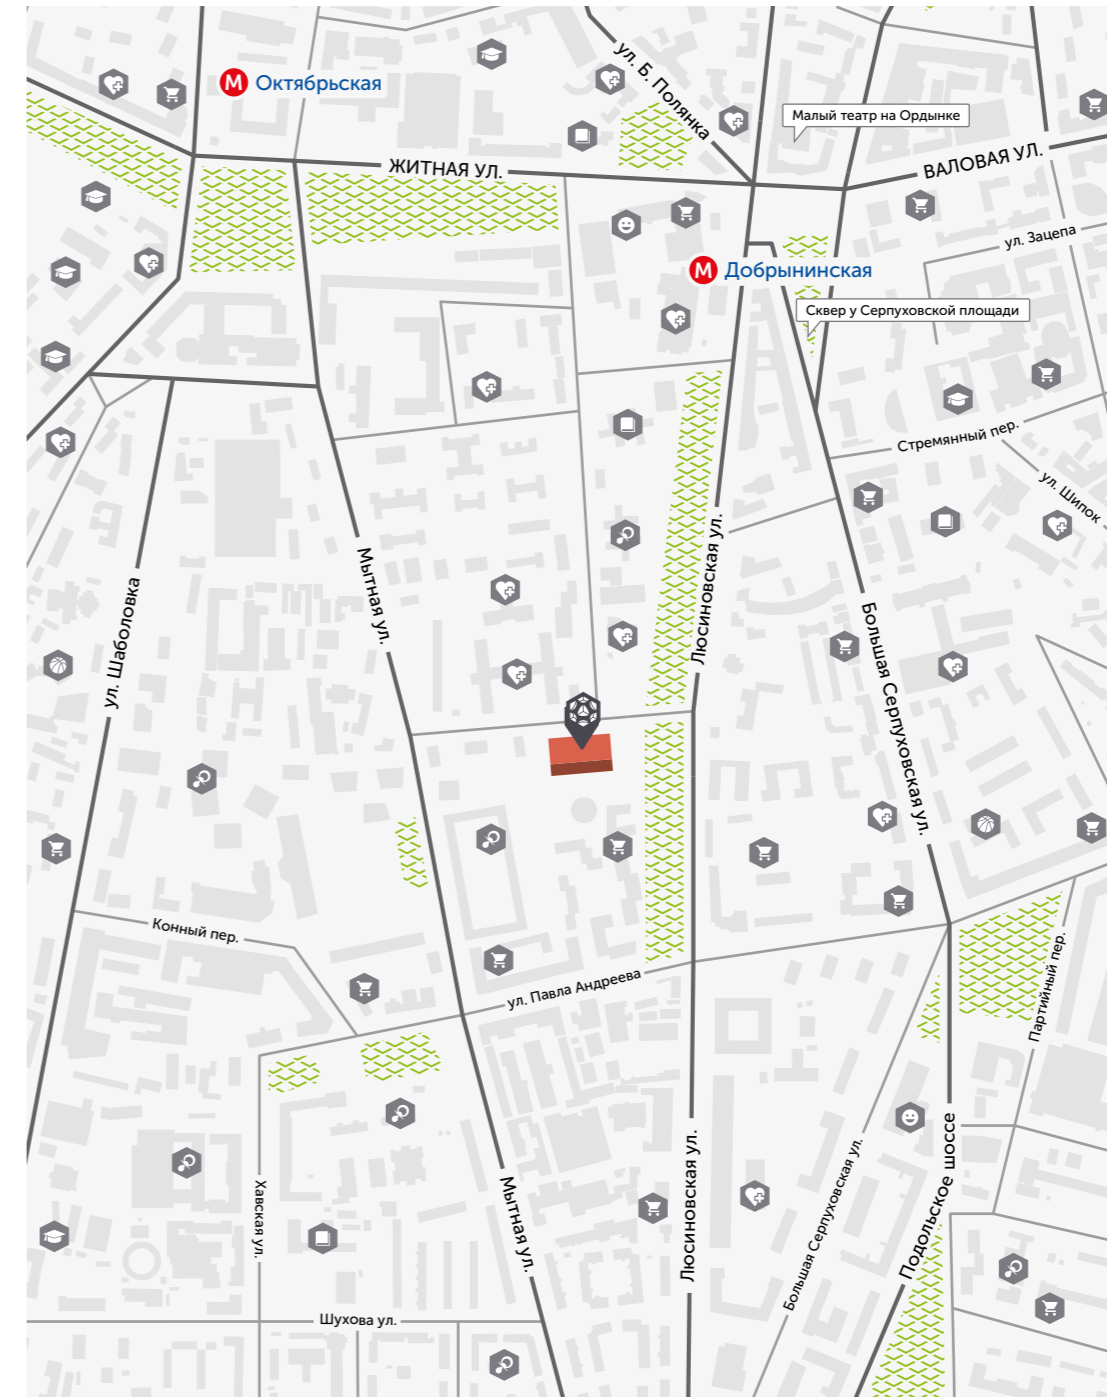 ул. Б. Полянка
М Октябрьская
Малый театр на Ордынке
ЖИТНАЯ УЛ.
ВАЛОВАЯ УЛ.
ул. Зацепа
М Добрынинская
Сквер у Серпуховской площади
Стремянный пер.
ул. Шипок
Люсиновская ул.
Мытная ул.
ул. Шаболовка
Большая Серпуховская ул.
Конный пер.
Партийный пер.
ул. Павла Андреева
Подольское шоссе
Люсиновская ул.
Большая Серпуховская ул.
Хавская ул.
Мытная ул.
Шухова ул.